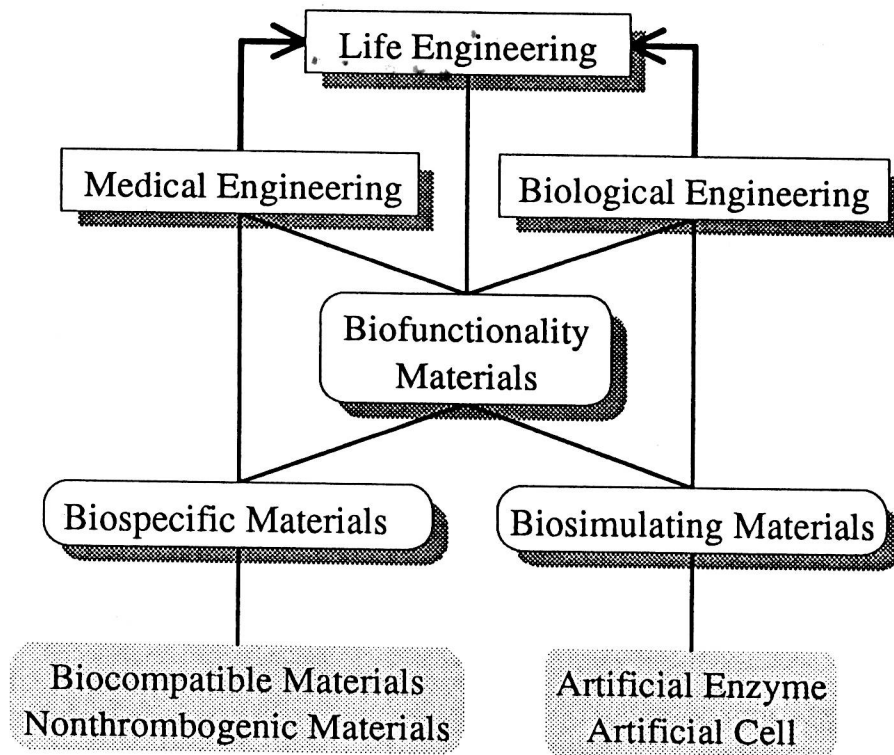 Life Engineering
Medical Engineering
Biological Engineering
Biofunctionality
Materials
Biospecific Materials
Biosimulating Materials
Biocompatible Materials
Nonthrombogenic Materials
Artificial Enzyme
Artificial Cell